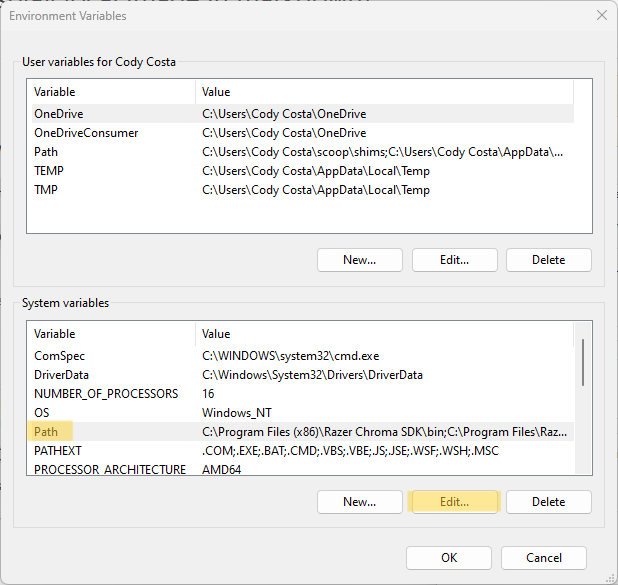 Environment Variables
User variables for Cody Costa
Variable Value
OneDrive C:\Users\Cody Costa\OneDrive
OneDriveConsumer C:\Users\Cody Costa\OneDrive
Path C:\Users\Cody Costa\scoop\shims;C:\Users\Cody Costa\AppData\...
TEMP C:\Users\Cody Costa\AppData\Local\Temp
TMP C:\Users\Cody Costa\AppData\Local\Temp
New... Edit... Delete
System variables
Variable Value
ComSpec C:\WINDOWS\system32\cmd.exe
DriverData C:\Windows\System32\Drivers\DriverData
NUMBER_OF_PROCESSORS 16
OS Windows_NT
Path C:\Program Files (x86)\Razer Chroma SDK\bin;C:\Program Files\Raz...
PATHEXT .COM;.EXE;.BAT;.CMD;.VBS;.VBE;.JS;.JSE;.WSF;.WSH;.MSC
PROCESSOR_ARCHITECTURE AMD64
New... Edit... Delete
OK Cancel